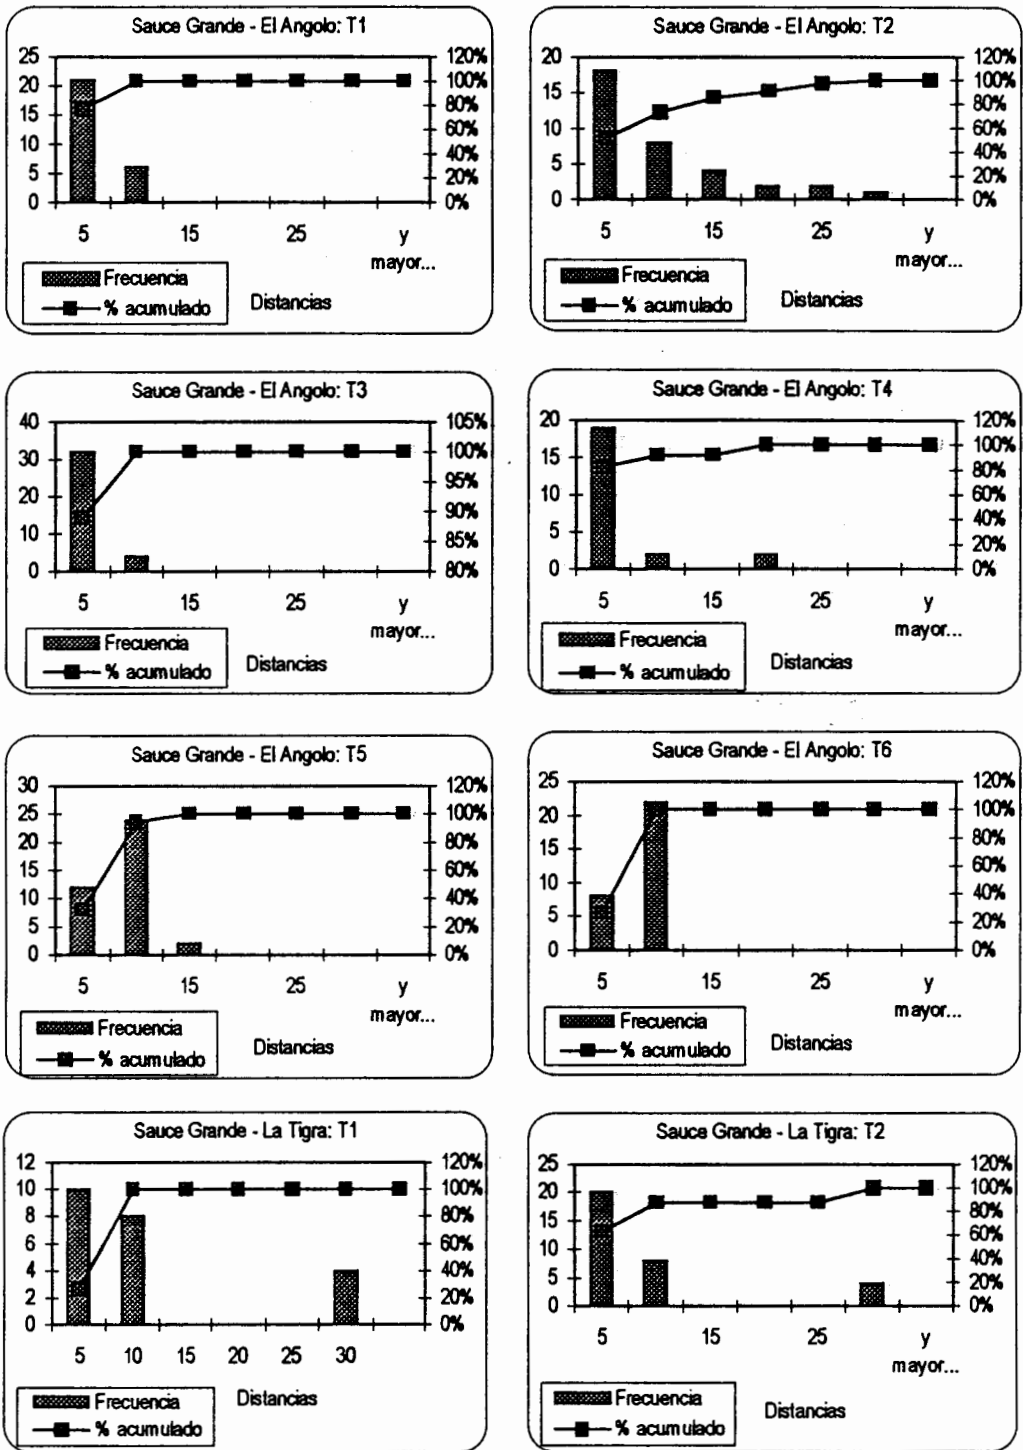 Sauce Grande - El Angolo: T1
25
20
15
10
5
0
120%
100%
80%
60%
40%
20%
0%
5 15 25 y
mayor...
Frecuencia
% acumulado
Distancias
Sauce Grande - El Angolo: T2
20
15
10
5
0
120%
100%
80%
60%
40%
20%
0%
5 15 25 y
mayor...
Frecuencia
% acumulado
Distancias
Sauce Grande - El Angolo: T3
40
30
20
10
0
105%
100%
95%
90%
85%
80%
5 15 25 y
mayor...
Frecuencia
% acumulado
Distancias
Sauce Grande - El Angolo: T4
20
15
10
5
0
120%
100%
80%
60%
40%
20%
0%
5 15 25 y
mayor...
Frecuencia
% acumulado
Distancias
Sauce Grande - El Angolo: T5
30
25
20
15
10
5
0
120%
100%
80%
60%
40%
20%
0%
5 15 25 y
mayor...
Frecuencia
% acumulado
Distancias
Sauce Grande - El Angolo: T6
25
20
15
10
5
0
120%
100%
80%
60%
40%
20%
0%
5 15 25 y
mayor...
Frecuencia
% acumulado
Distancias
Sauce Grande - La Tigra: T1
12
10
8
6
4
2
0
120%
100%
80%
60%
40%
20%
0%
5 10 15 20 25 30
Frecuencia
% acumulado
Distancias
Sauce Grande - La Tigra: T2
25
20
15
10
5
0
120%
100%
80%
60%
40%
20%
0%
5 15 25 y
mayor...
Frecuencia
% acumulado
Distancias